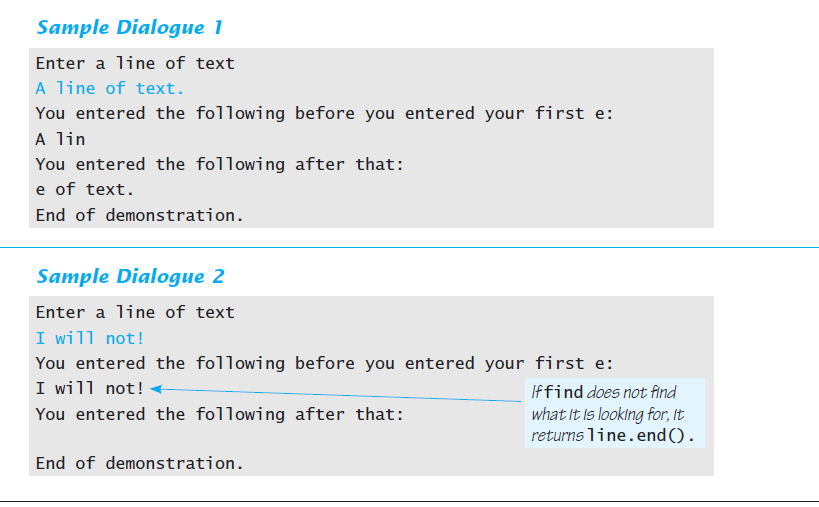 Sample Dialogue 1
Enter a line of text
A line of text.
You entered the following before you entered your first e:
A lin
You entered the following after that:
e of text.
End of demonstration.
Sample Dialogue 2
Enter a line of text
I will not!
You entered the following before you entered your first e:
I will not!
If find does not find
what it is looking for, it
returns line.end().
You entered the following after that:
End of demonstration.